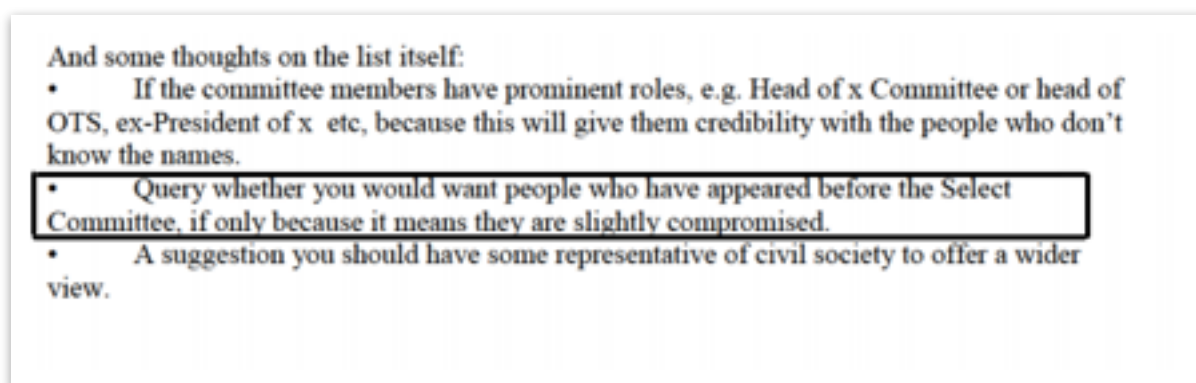 And some thoughts on the list itself:
• If the committee members have prominent roles, e.g. Head of x Committee or head of
OTS, ex-President of x etc, because this will give them credibility with the people who don't
know the names.
• Query whether you would want people who have appeared before the Select
Committee, if only because it means they are slightly compromised.
• A suggestion you should have some representative of civil society to offer a wider
view.